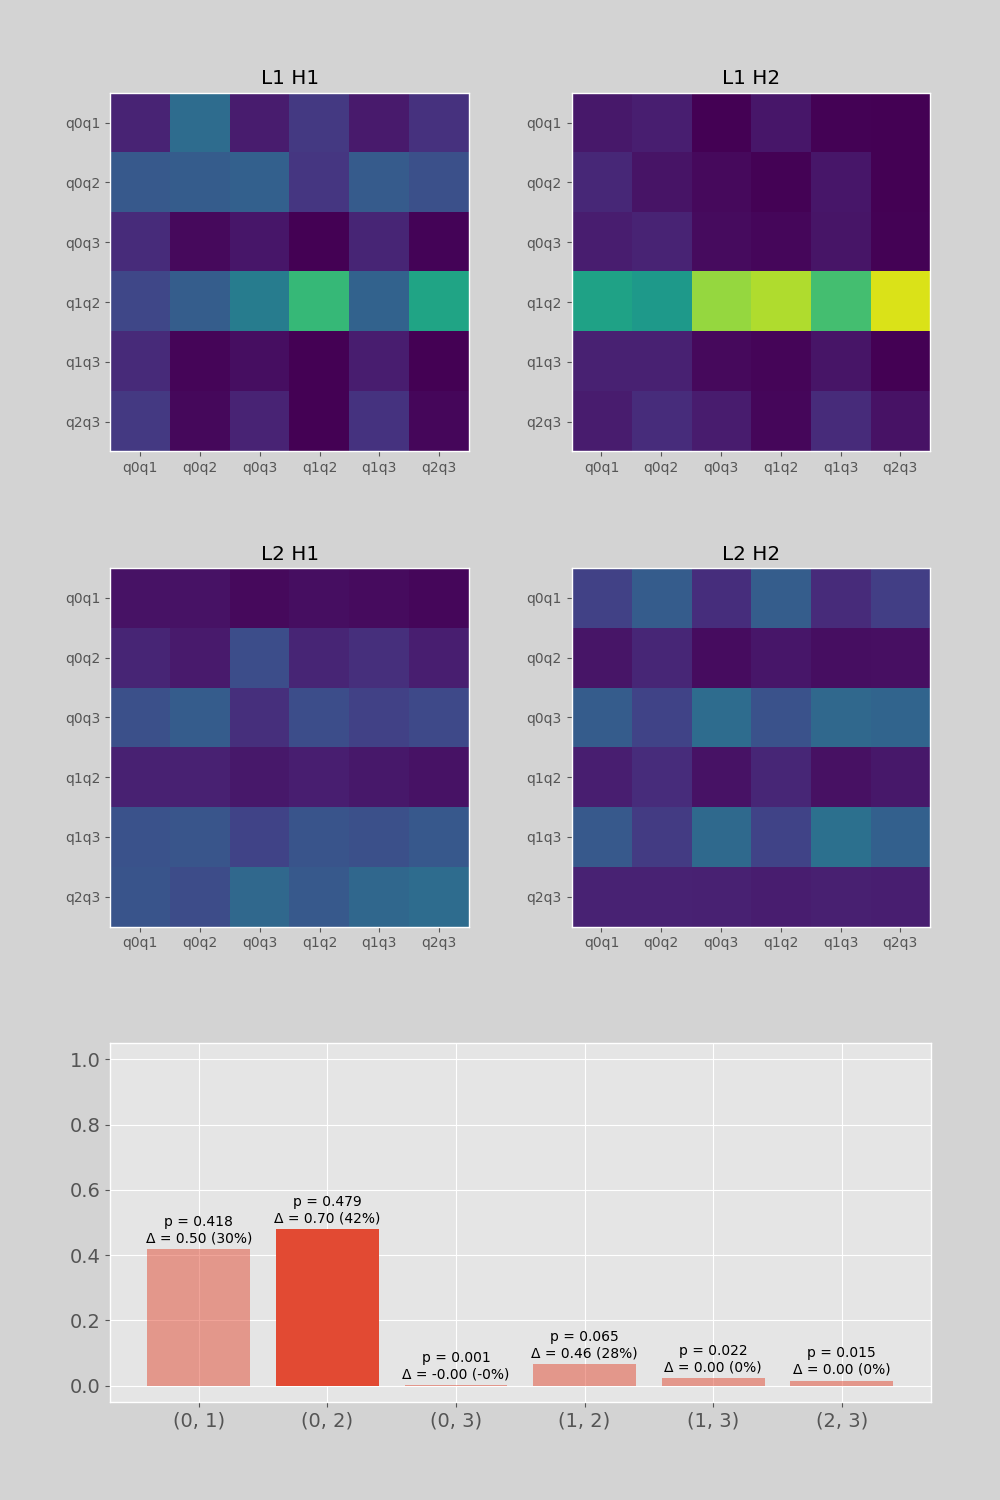 L1 H1
q0q1
q0q2
q0q3
q1q2
q1q3
q2q3
q0q1 q0q2 q0q3 q1q2 q1q3 q2q3
L1 H2
q0q1
q0q2
q0q3
q1q2
q1q3
q2q3
q0q1 q0q2 q0q3 q1q2 q1q3 q2q3
L2 H1
q0q1
q0q2
q0q3
q1q2
q1q3
q2q3
q0q1 q0q2 q0q3 q1q2 q1q3 q2q3
L2 H2
q0q1
q0q2
q0q3
q1q2
q1q3
q2q3
q0q1 q0q2 q0q3 q1q2 q1q3 q2q3
1.0
0.8
0.6
0.4
0.2
0.0
p = 0.418
Δ = 0.50 (30%)
p = 0.479
Δ = 0.70 (42%)
p = 0.001
Δ = -0.00 (-0%)
p = 0.065
Δ = 0.46 (28%)
p = 0.022
Δ = 0.00 (0%)
p = 0.015
Δ = 0.00 (0%)
(0, 1) (0, 2) (0, 3) (1, 2) (1, 3) (2, 3)